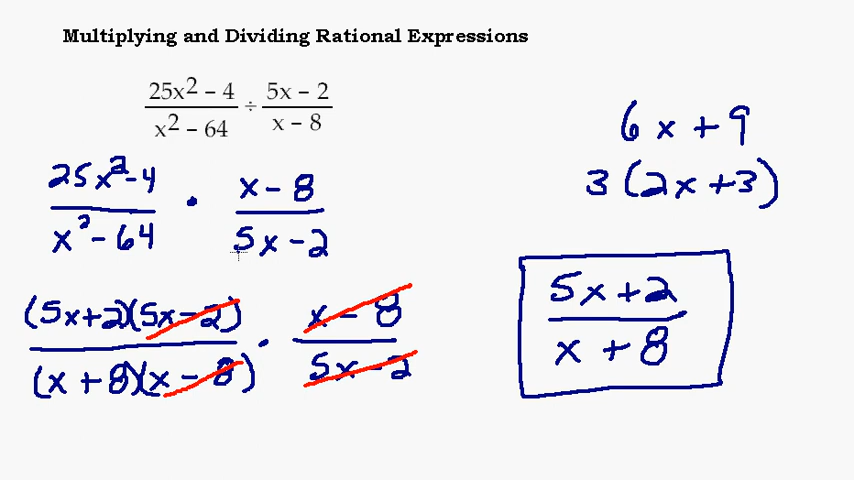 Multiplying and Dividing Rational Expressions
25x² – 4
x² – 64
÷
5x – 2
x – 8
25x²-4
x² - 64
·
x - 8
5x - 2
(5x+2)(5x-2)
(x + 8)(x - 8)
·
x - 8
5x - 2
6x + 9
3(2x+3)
5x+2
x + 8